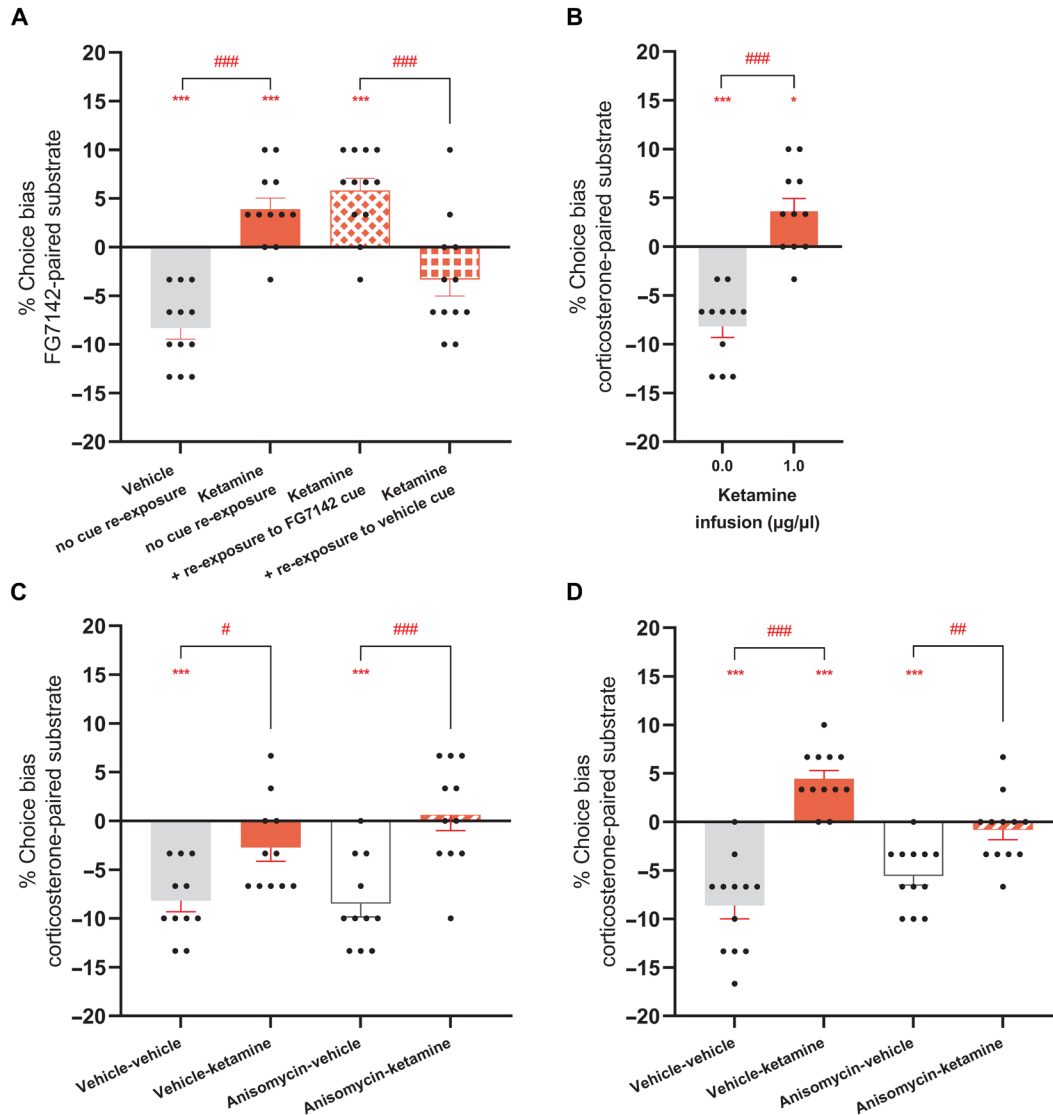 A
% Choice bias
FG7142-paired substrate
20
15
10
5
0
−5
−10
−15
−20
###
###
***
***
***
Vehicle
no cue re-exposure
Ketamine
no cue re-exposure
Ketamine
+ re-exposure to FG7142 cue
Ketamine
+ re-exposure to vehicle cue
B
% Choice bias
corticosterone-paired substrate
20
15
10
5
0
−5
−10
−15
−20
###
***
*
0.0
1.0
Ketamine
infusion (µg/µl)
C
% Choice bias
corticosterone-paired substrate
20
15
10
5
0
−5
−10
−15
−20
#
###
***
***
Vehicle-vehicle
Vehicle-ketamine
Anisomycin-vehicle
Anisomycin-ketamine
D
% Choice bias
corticosterone-paired substrate
20
15
10
5
0
−5
−10
−15
−20
###
##
***
***
***
Vehicle-vehicle
Vehicle-ketamine
Anisomycin-vehicle
Anisomycin-ketamine